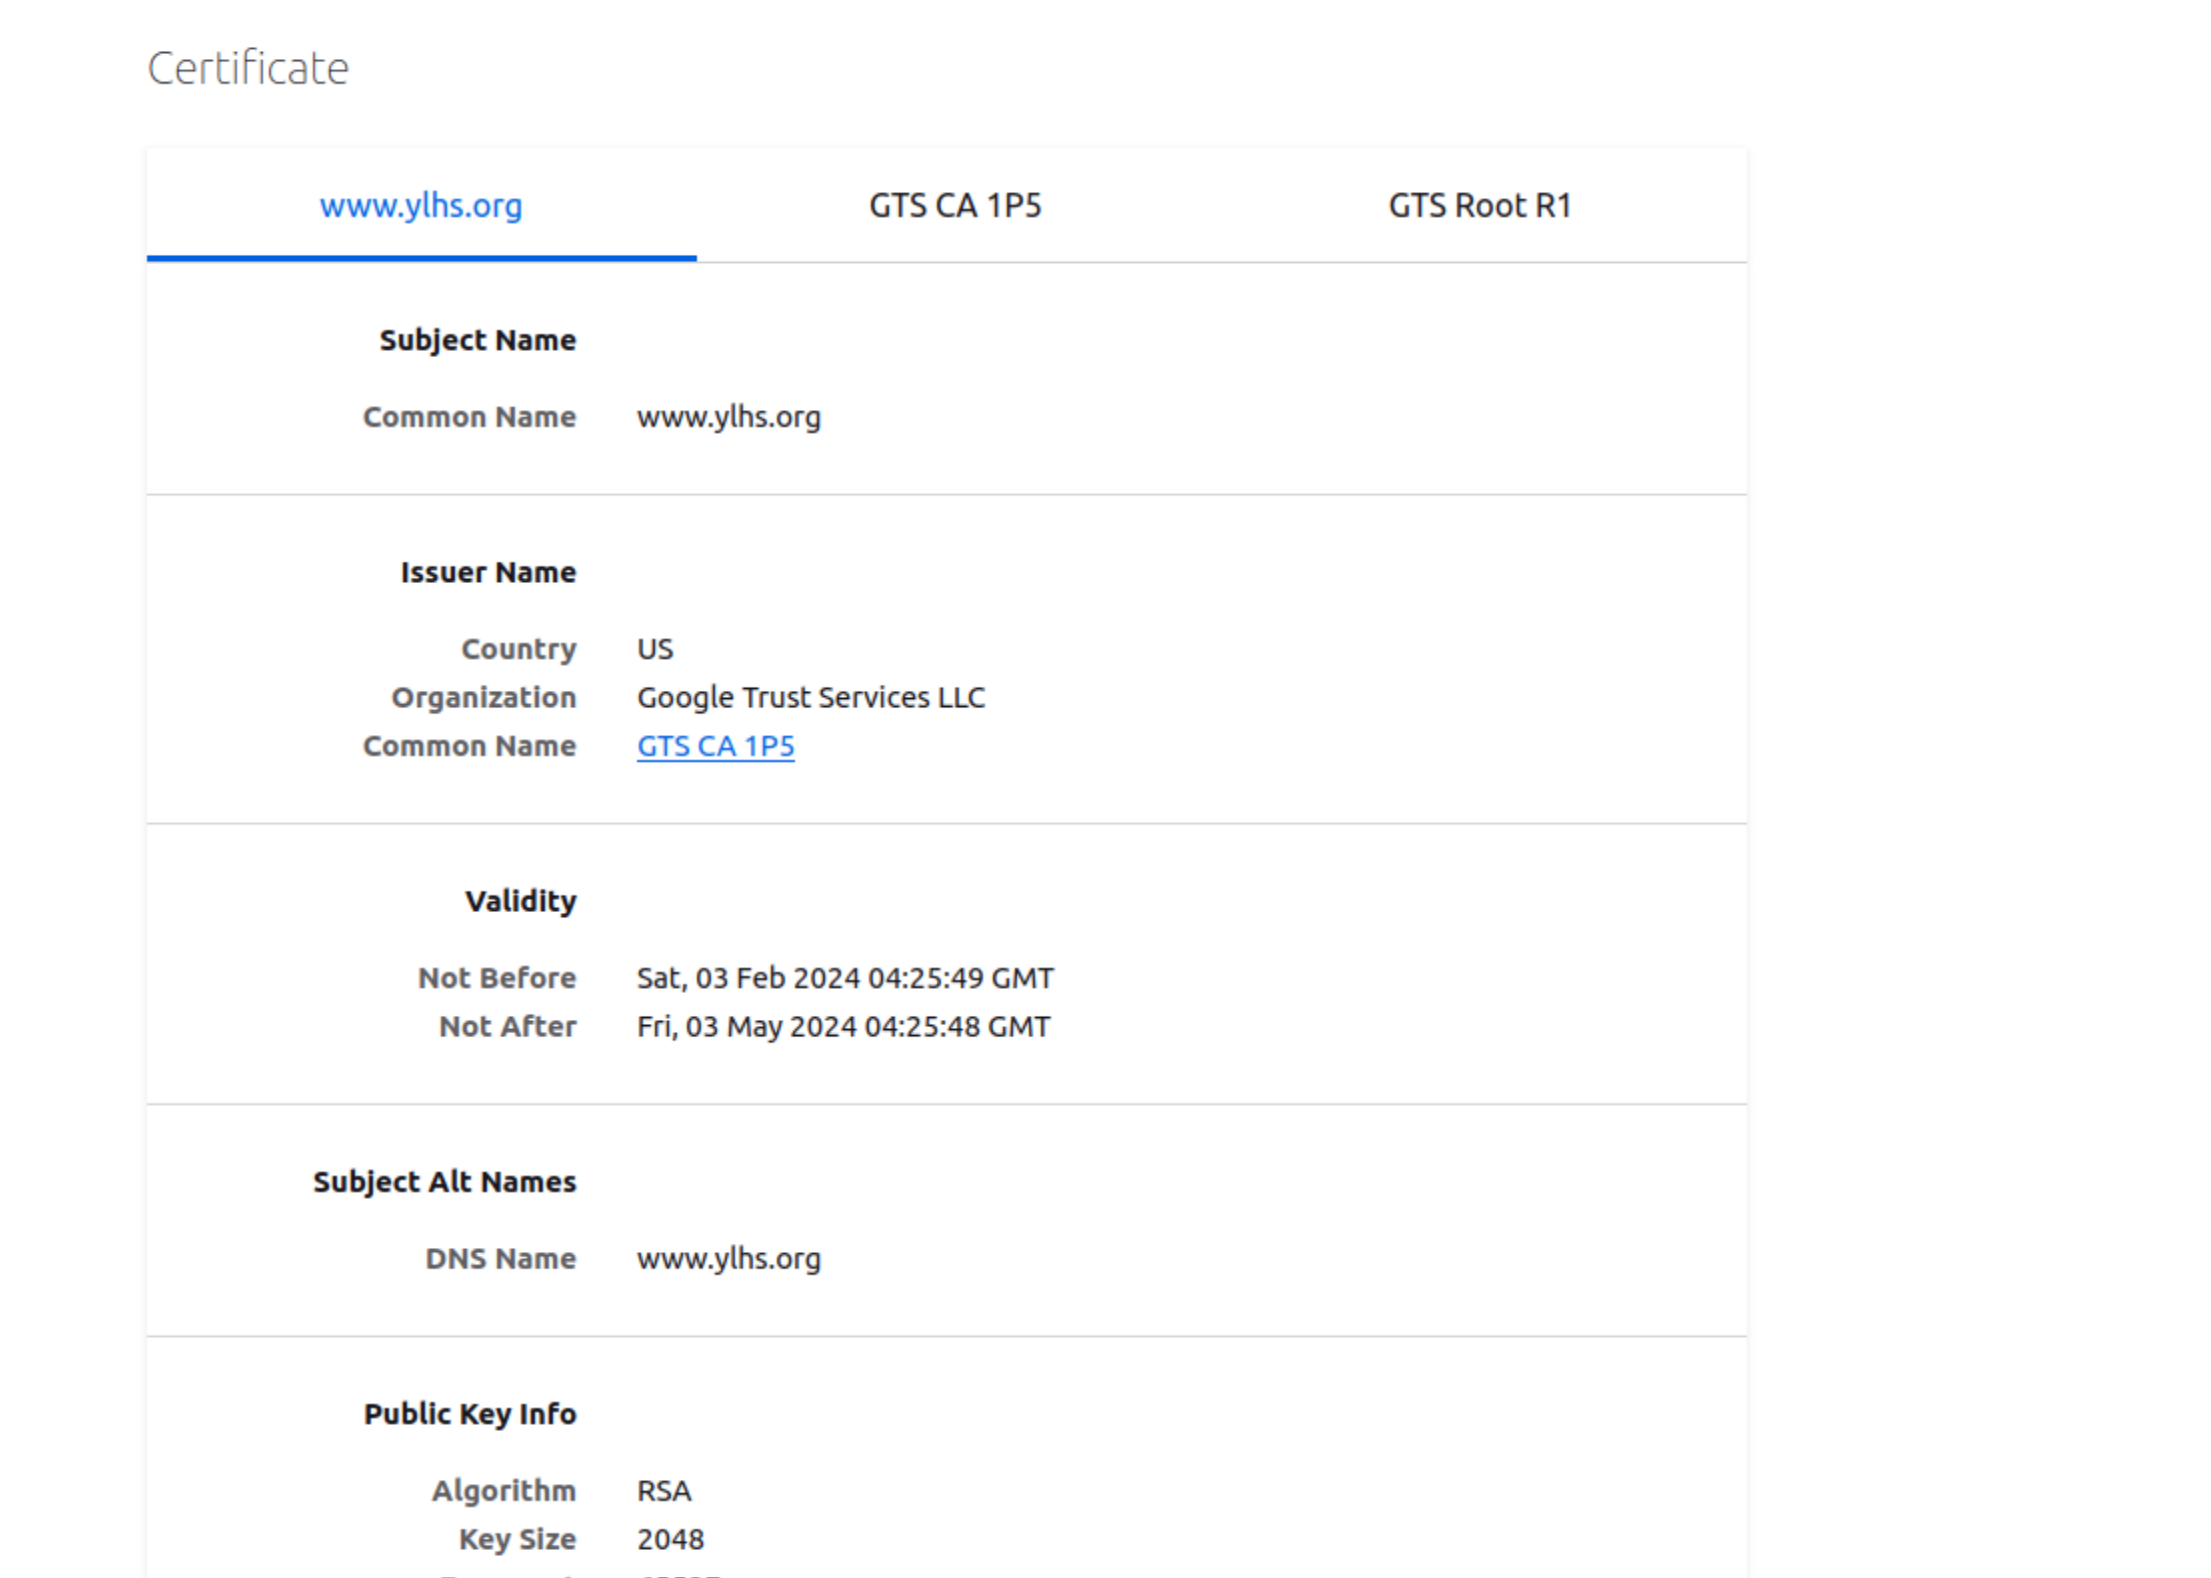 Certificate
www.ylhs.org GTS CA 1P5 GTS Root R1
Subject Name
Common Name www.ylhs.org
Issuer Name
Country US
Organization Google Trust Services LLC
Common Name GTS CA 1P5
Validity
Not Before Sat, 03 Feb 2024 04:25:49 GMT
Not After Fri, 03 May 2024 04:25:48 GMT
Subject Alt Names
DNS Name www.ylhs.org
Public Key Info
Algorithm RSA
Key Size 2048